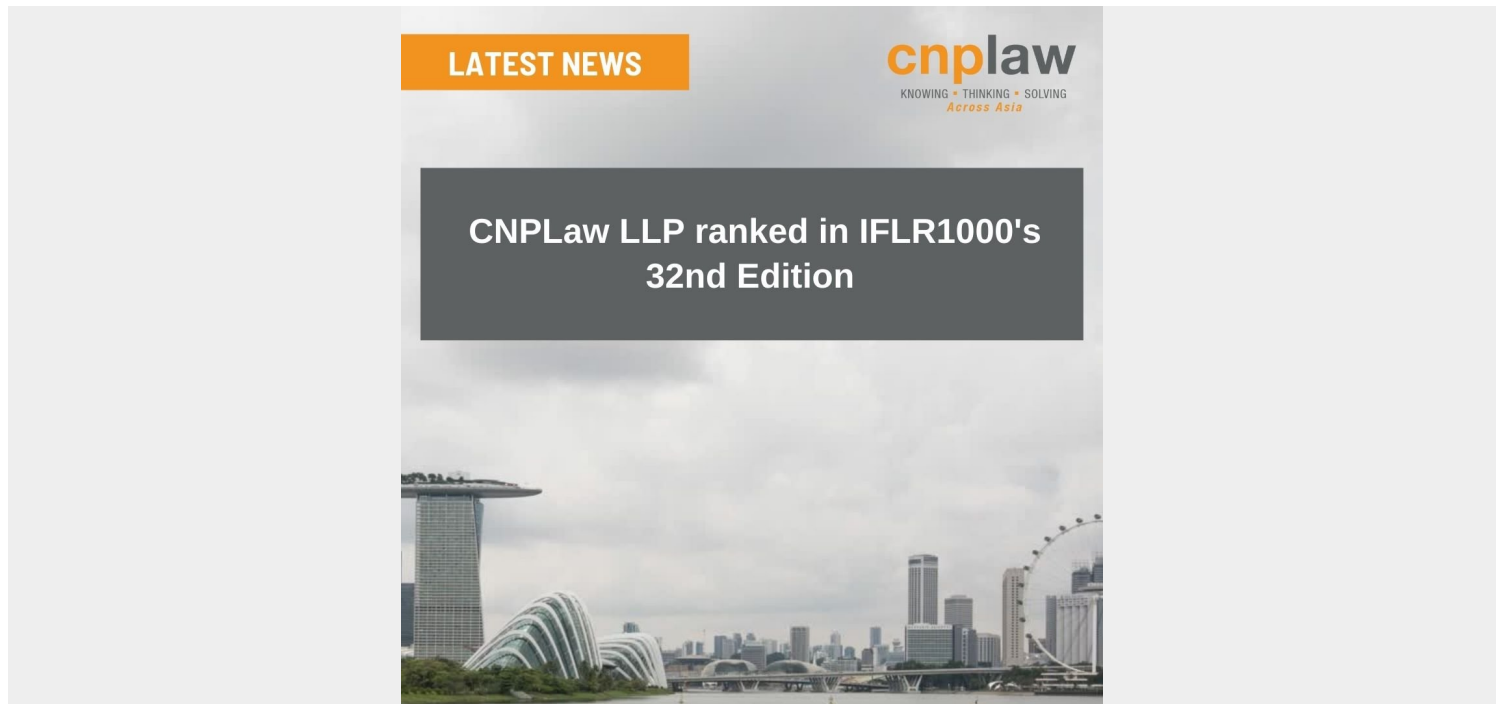 LATEST NEWS
cnplaw
KNOWING ▪ THINKING ▪ SOLVING
Across Asia
CNPLaw LLP ranked in IFLR1000's
32nd Edition